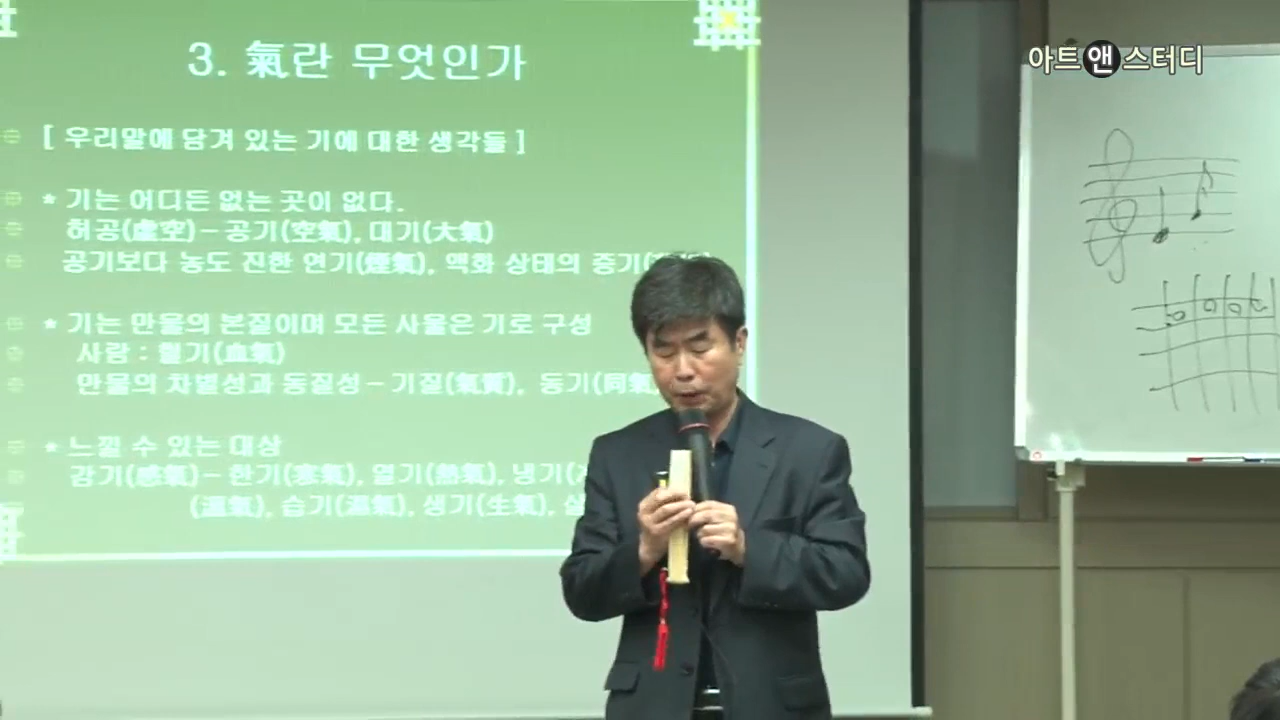 3. 氣란 무엇인가
아트앤스터디
[ 우리말에 담겨 있는 기에 대한 생각들 ]
* 기는 어디든 없는 곳이 없다.
허공(虛空) – 공기(空氣), 대기(大氣)
공기보다 농도 진한 연기(煙氣), 액화 상태의 증기(
* 기는 만물의 본질이며 모든 사물은 기로 구성
사람 : 혈기(血氣)
만물의 차별성과 동질성 – 기질(氣質), 동기(同氣
* 느낄 수 있는 대상
감기(感氣) – 한기(寒氣), 열기(熱氣), 냉기(
(溫氣), 습기(濕氣), 생기(生氣),